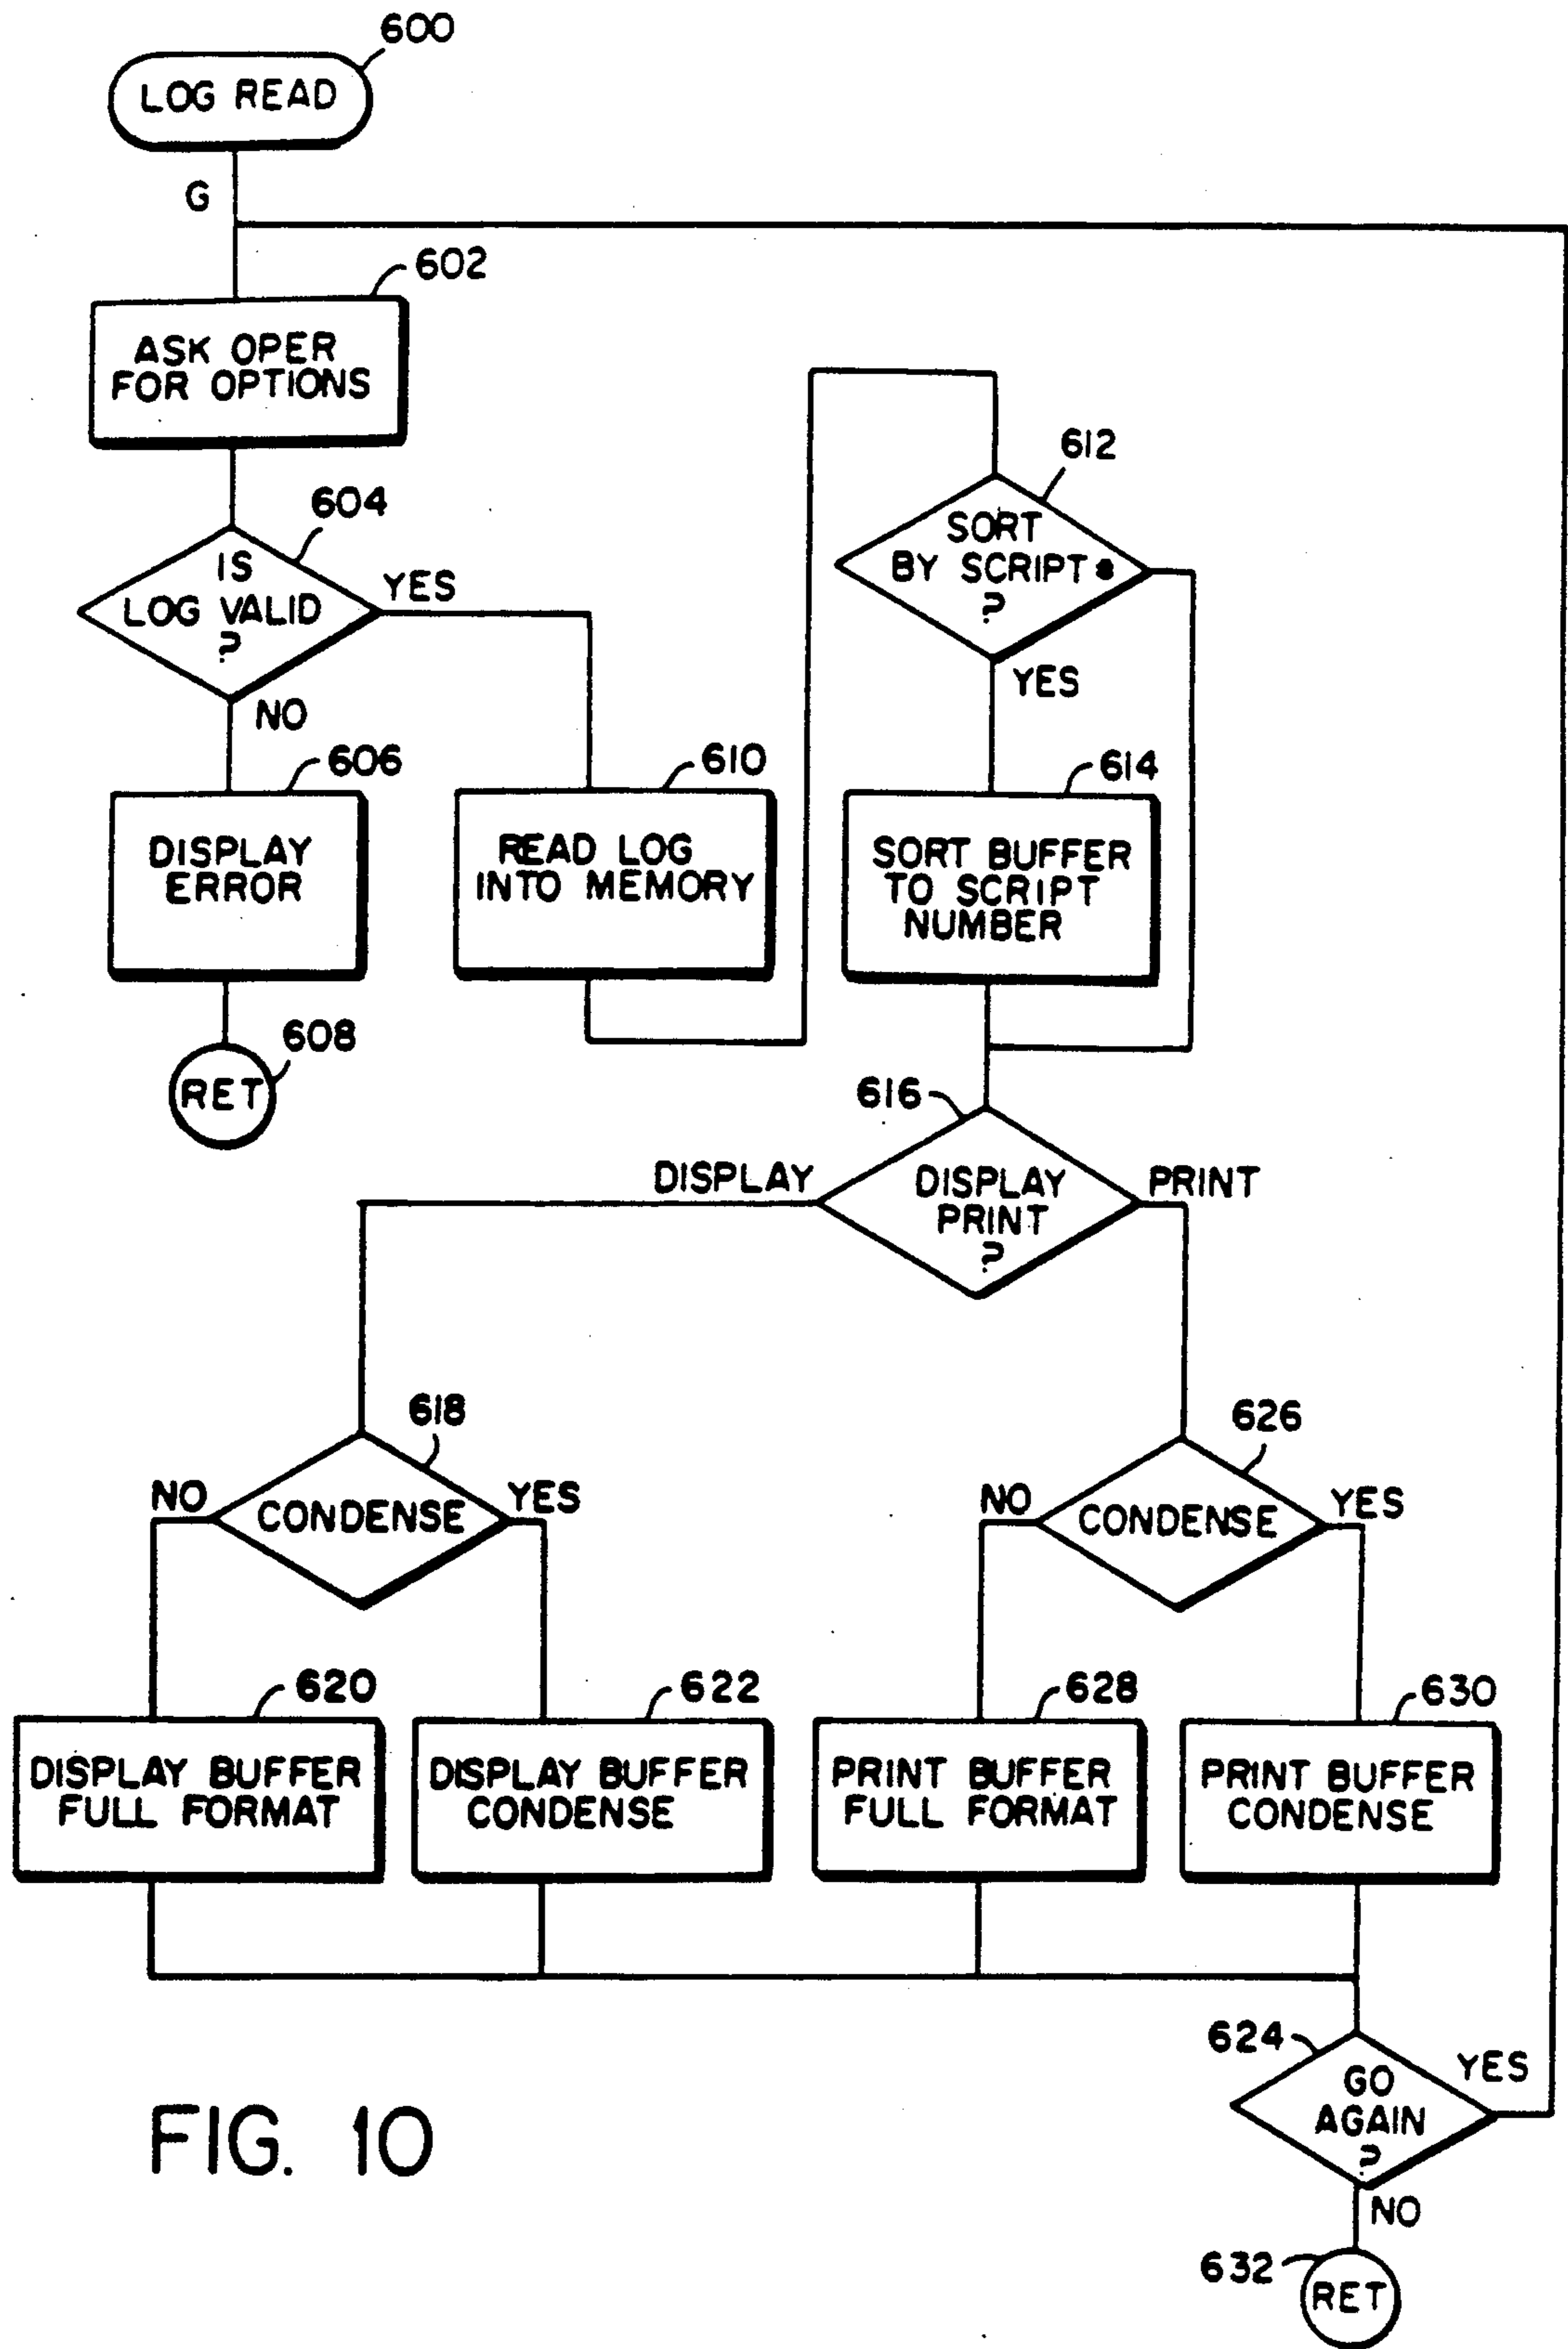 600
LOG READ
G
602
ASK OPER
FOR OPTIONS
604
IS
LOG VALID
?
YES
NO
606
DISPLAY
ERROR
608
RET
610
READ LOG
INTO MEMORY
612
SORT
BY SCRIPT #
?
YES
614
SORT BUFFER
TO SCRIPT
NUMBER
616
DISPLAY
DISPLAY
PRINT
?
PRINT
618
NO
CONDENSE
YES
626
NO
CONDENSE
YES
620
DISPLAY BUFFER
FULL FORMAT
622
DISPLAY BUFFER
CONDENSE
628
PRINT BUFFER
FULL FORMAT
630
PRINT BUFFER
CONDENSE
624
GO
AGAIN
?
YES
NO
632
RET
FIG. 10